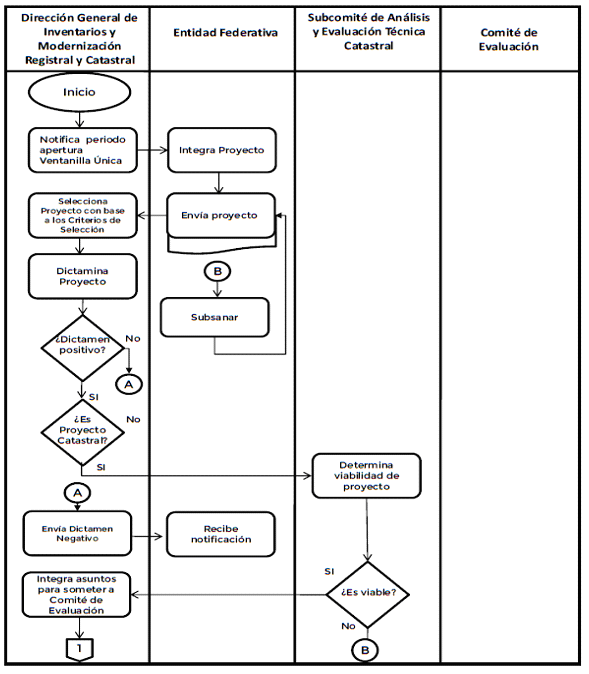 Dirección General de
Inventarios y
Modernización
Registral y Catastral
Entidad Federativa
Subcomité de Análisis
y Evaluación Técnica
Catastral
Comité de
Evaluación
Inicio
Notifica periodo
apertura
Ventanilla Única
Integra Proyecto
Selecciona
Proyecto con base
a los Criterios de
Selección
Envía proyecto
Dictamina
Proyecto
B
Subsanar
¿Dictamen
positivo?
No
A
SI
¿Es
Proyecto
Catastral?
No
SI
Determina
viabilidad de
proyecto
A
Envía Dictamen
Negativo
Recibe
notificación
Integra asuntos
para someter a
Comité de
Evaluación
SI
¿Es viable?
No
B
1